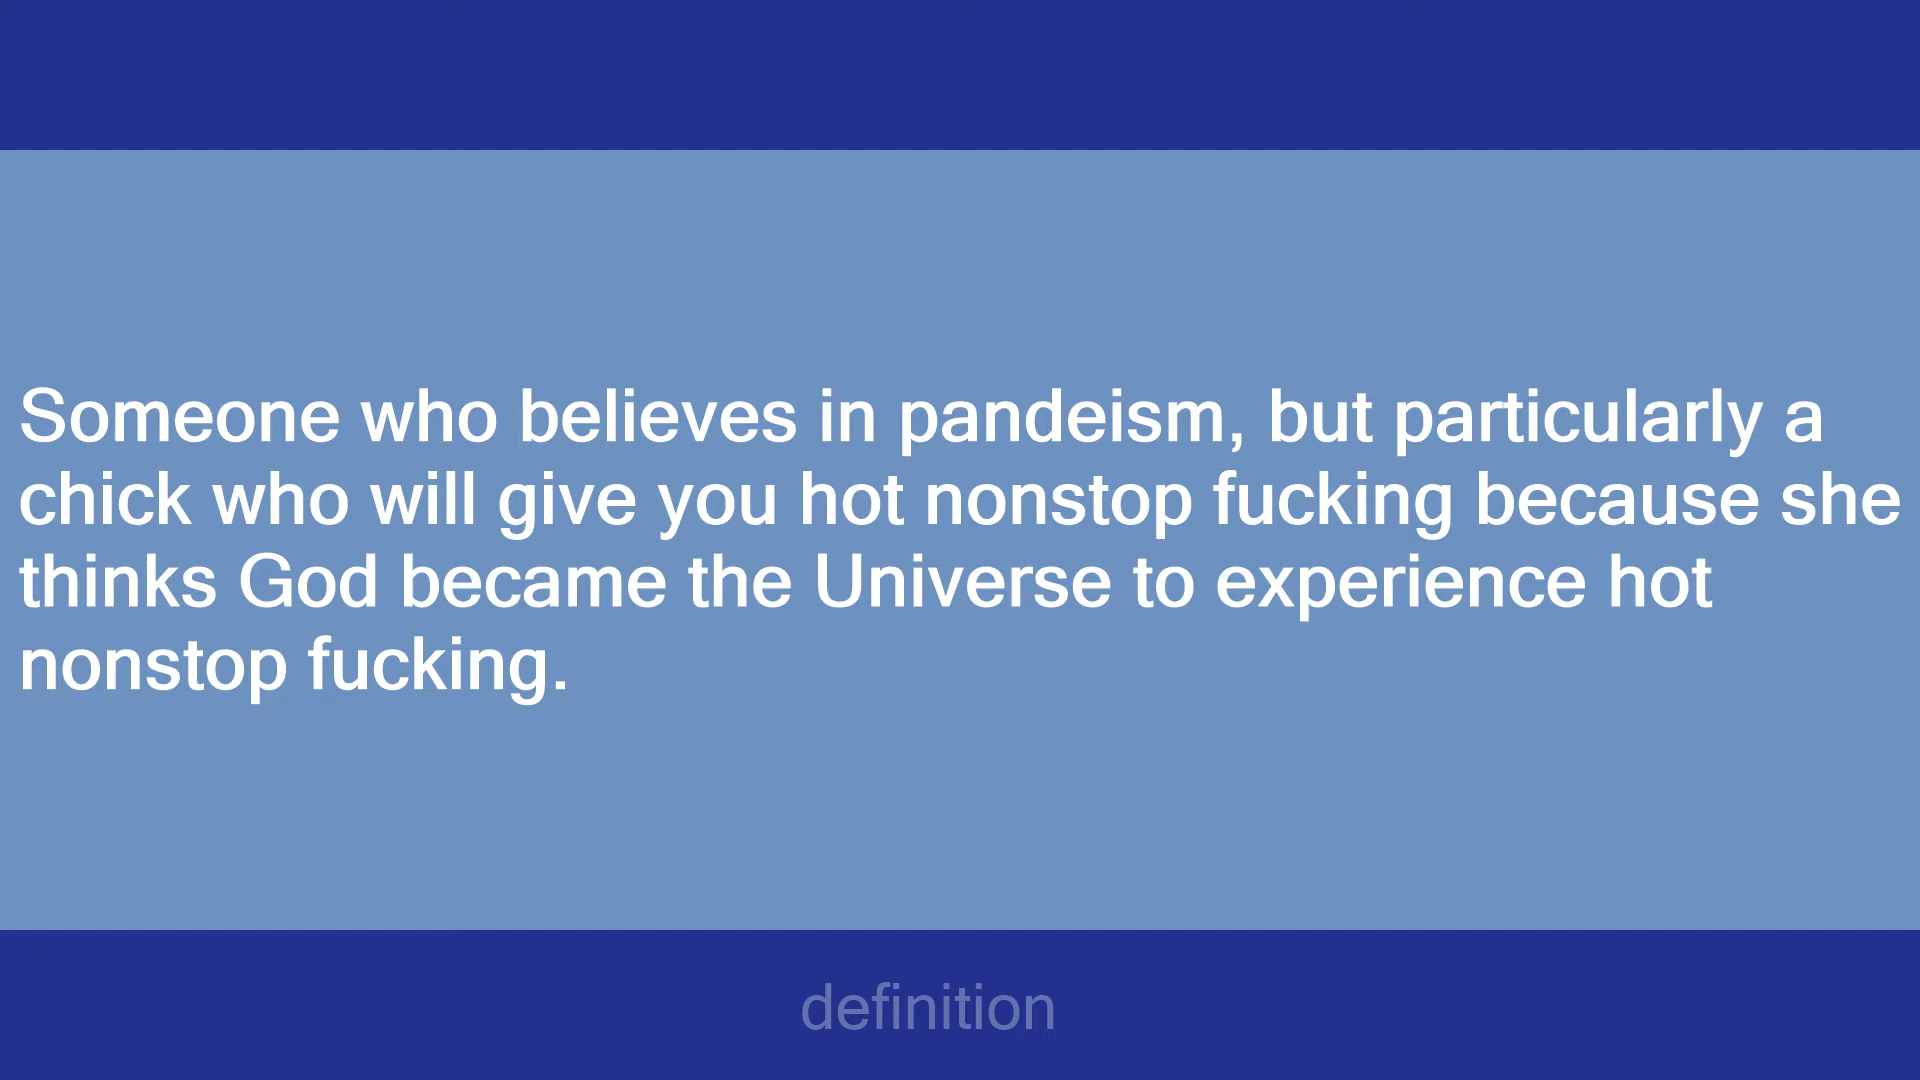 Someone who believes in pandeism, but particularly a
chick who will give you hot nonstop fucking because she
thinks God became the Universe to experience hot
nonstop fucking.
definition